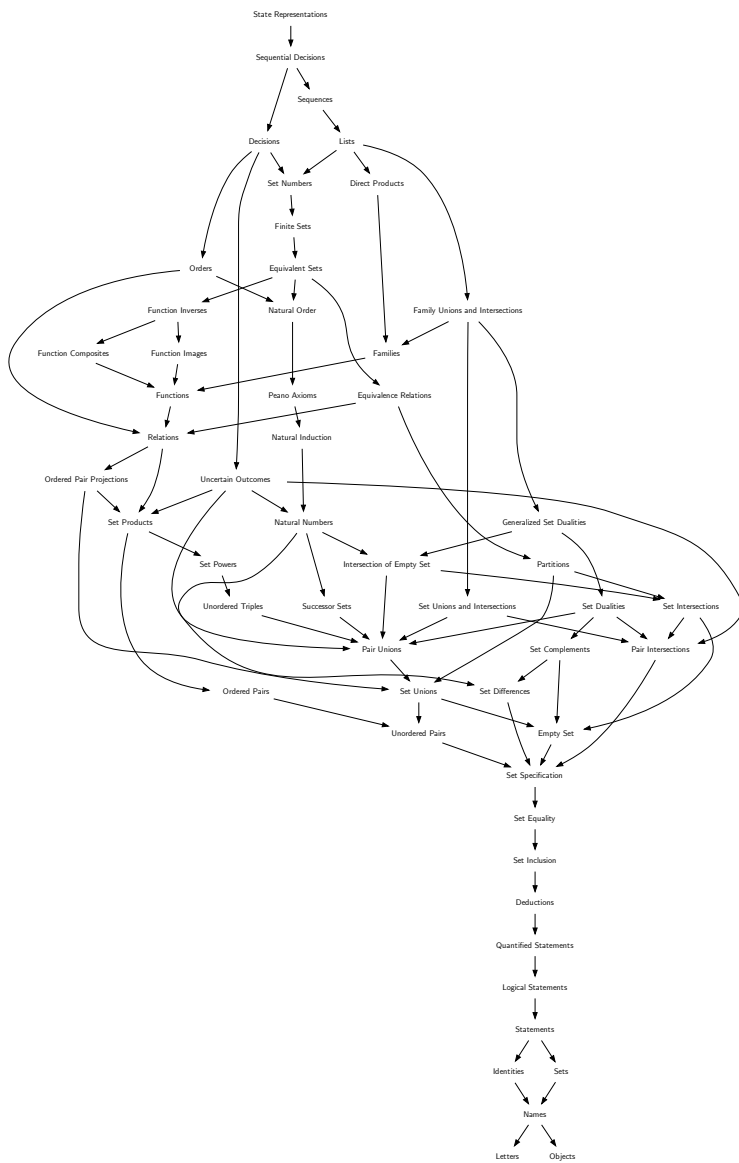 State Representations
Sequential Decisions
Sequences
Decisions
Lists
Set Numbers
Direct Products
Finite Sets
Orders
Equivalent Sets
Function Inverses
Natural Order
Family Unions and Intersections
Function Composites
Function Images
Families
Functions
Peano Axioms
Equivalence Relations
Relations
Natural Induction
Ordered Pair Projections
Uncertain Outcomes
Set Products
Natural Numbers
Generalized Set Dualities
Set Powers
Intersection of Empty Set
Partitions
Unordered Triples
Successor Sets
Set Unions and Intersections
Set Dualities
Set Intersections
Pair Unions
Set Complements
Pair Intersections
Ordered Pairs
Set Unions
Set Differences
Unordered Pairs
Empty Set
Set Specification
Set Equality
Set Inclusion
Deductions
Quantified Statements
Logical Statements
Statements
Identities
Sets
Names
Letters
Objects